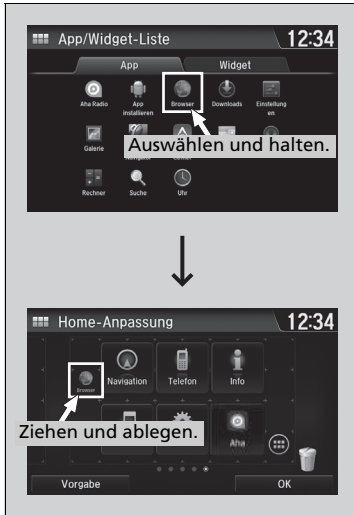 App/Widget-Liste 12:34
App Widget
Aha Radio App installieren Browser Downloads Einstellung
en
Auswählen und halten.
Galerie
Rechner Suche Uhr
Home-Anpassung 12:34
Browser Navigation Telefon Info
Ziehen und ablegen.
Aha
Vorgabe OK